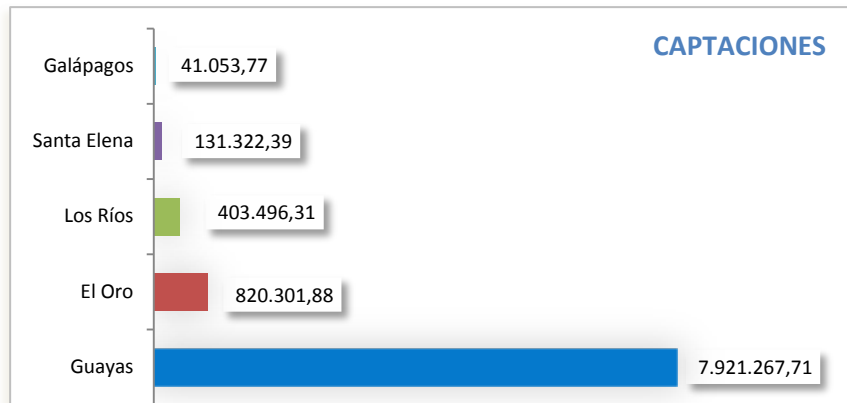 CAPTACIONES
Galápagos 41.053,77
Santa Elena 131.322,39
Los Ríos 403.496,31
El Oro 820.301,88
Guayas 7.921.267,71